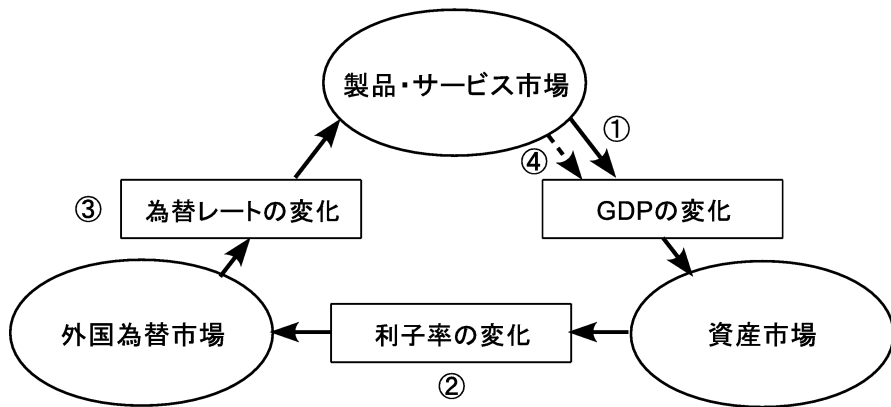 製品・サービス市場
①
④
③
為替レートの変化
GDPの変化
外国為替市場
利子率の変化
資産市場
②